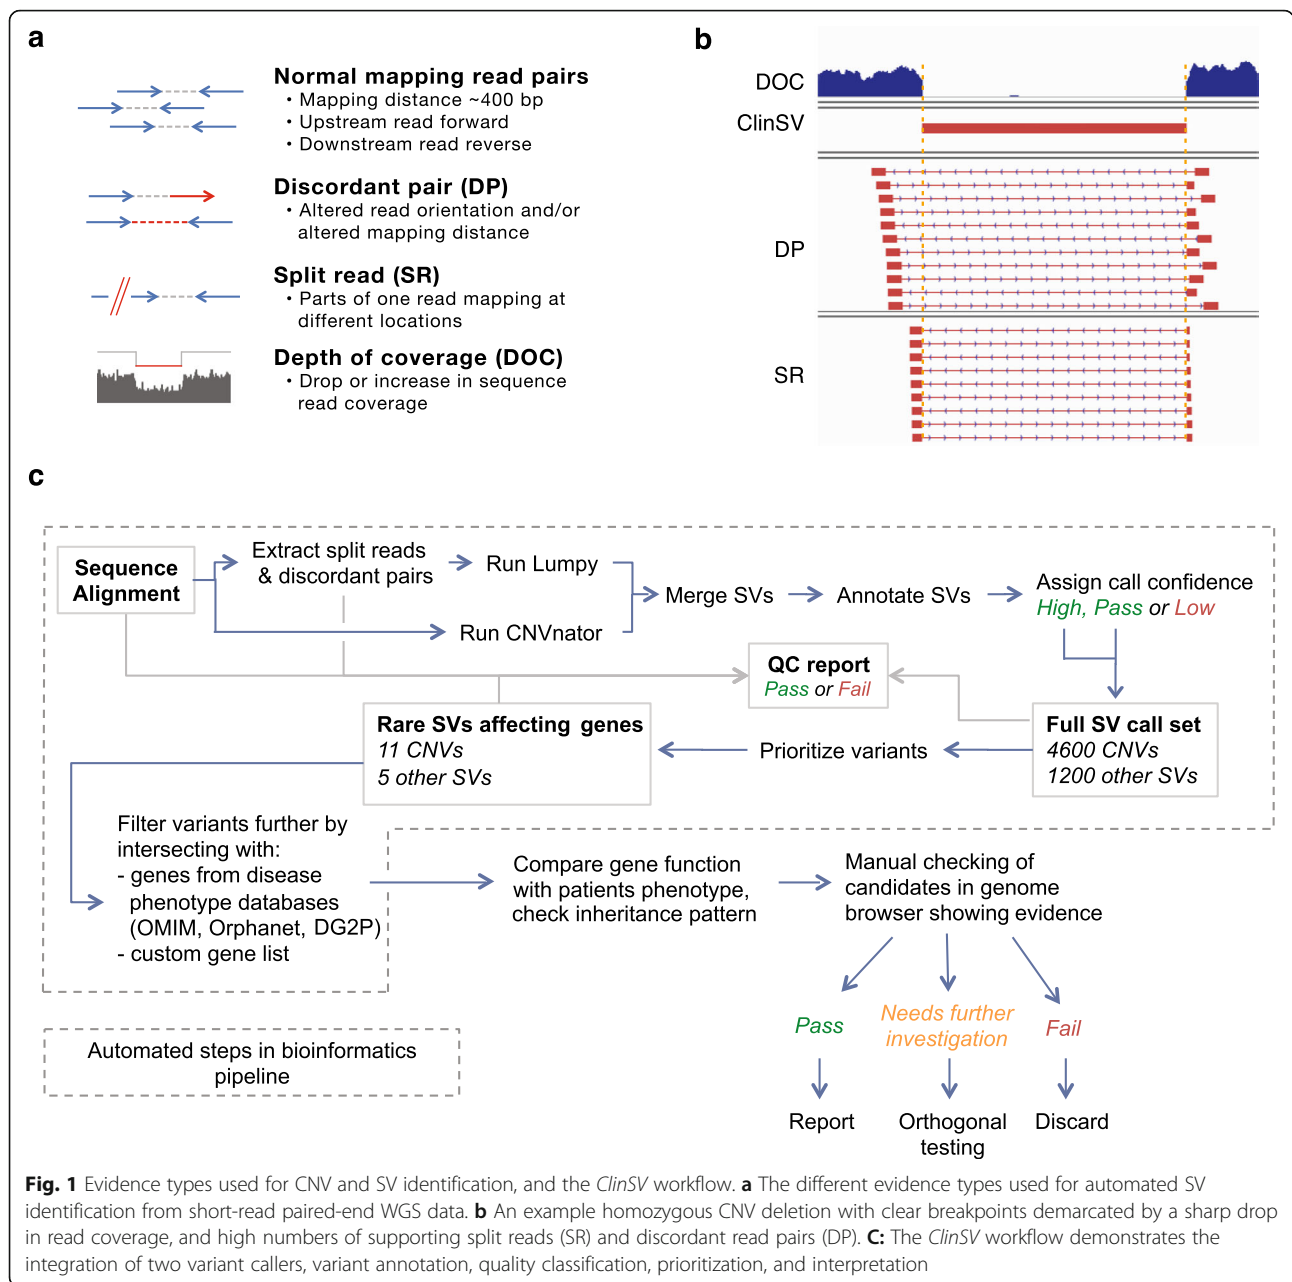 a
Normal mapping read pairs
• Mapping distance ~400 bp
• Upstream read forward
• Downstream read reverse
Discordant pair (DP)
• Altered read orientation and/or
altered mapping distance
Split read (SR)
• Parts of one read mapping at
different locations
Depth of coverage (DOC)
• Drop or increase in sequence
read coverage
b
DOC
ClinSV
DP
SR
c
Sequence
Alignment
Extract split reads
& discordant pairs
Run Lumpy
Run CNVnator
Merge SVs
Annotate SVs
Assign call confidence
High, Pass or Low
QC report
Pass or Fail
Full SV call set
4600 CNVs
1200 other SVs
Prioritize variants
Rare SVs affecting genes
11 CNVs
5 other SVs
Filter variants further by
intersecting with:
- genes from disease
phenotype databases
(OMIM, Orphanet, DG2P)
- custom gene list
Compare gene function
with patients phenotype,
check inheritance pattern
Manual checking of
candidates in genome
browser showing evidence
Pass
Needs further
investigation
Fail
Report
Orthogonal
testing
Discard
Automated steps in bioinformatics
pipeline
Fig. 1 Evidence types used for CNV and SV identification, and the ClinSV workflow. a The different evidence types used for automated SV
identification from short-read paired-end WGS data. b An example homozygous CNV deletion with clear breakpoints demarcated by a sharp drop
in read coverage, and high numbers of supporting split reads (SR) and discordant read pairs (DP). C: The ClinSV workflow demonstrates the
integration of two variant callers, variant annotation, quality classification, prioritization, and interpretation